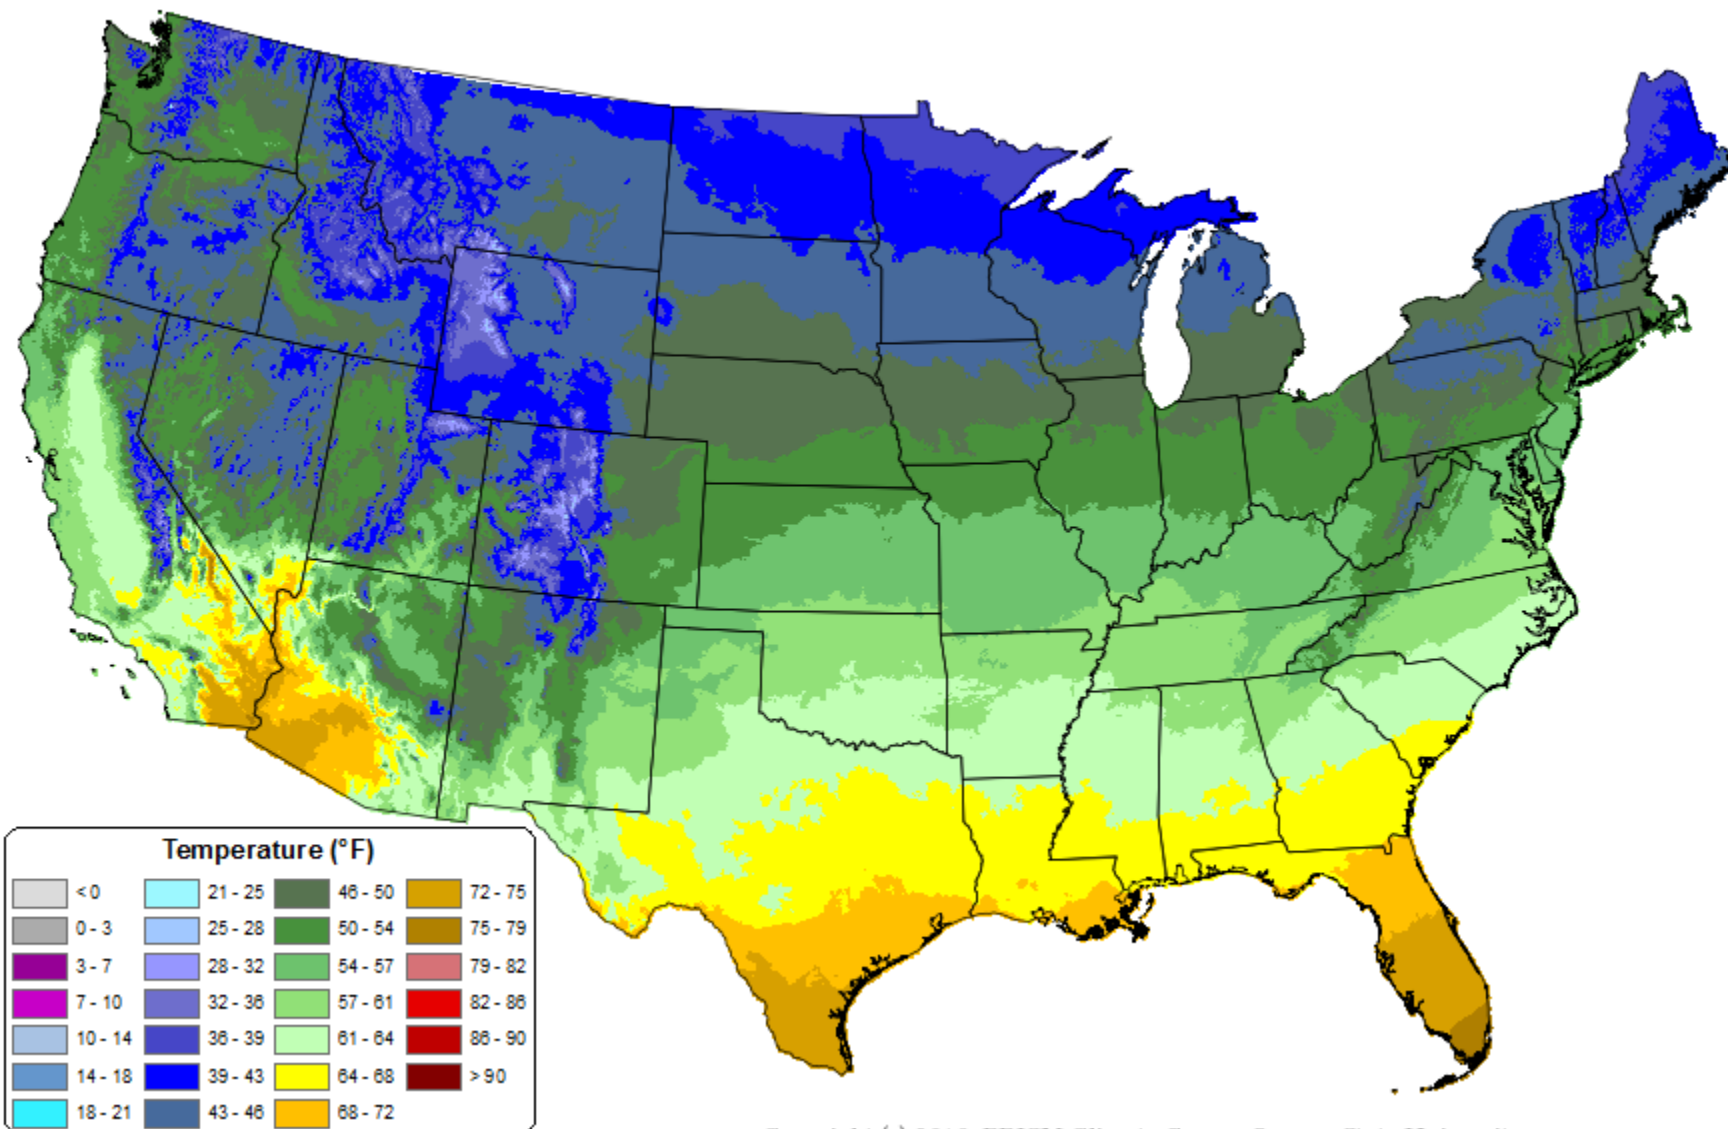 Temperature (°F)
< 0 21 - 25 46 - 50 72 - 75
0 - 3 25 - 28 50 - 54 75 - 79
3 - 7 28 - 32 54 - 57 79 - 82
7 - 10 32 - 36 57 - 61 82 - 86
10 - 14 36 - 39 61 - 64 86 - 90
14 - 18 39 - 43 64 - 68 > 90
18 - 21 43 - 46 68 - 72